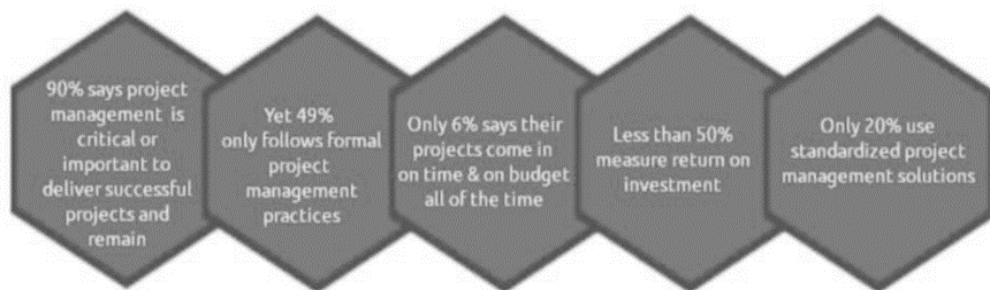 90% says project
management is
critical or
important to
deliver successful
projects and
remain
Yet 49%
only follows formal
project
management
practices
Only 6% says their
projects come in
on time & on budget
all of the time
Less than 50%
measure return on
investment
Only 20% use
standardized project
management solutions